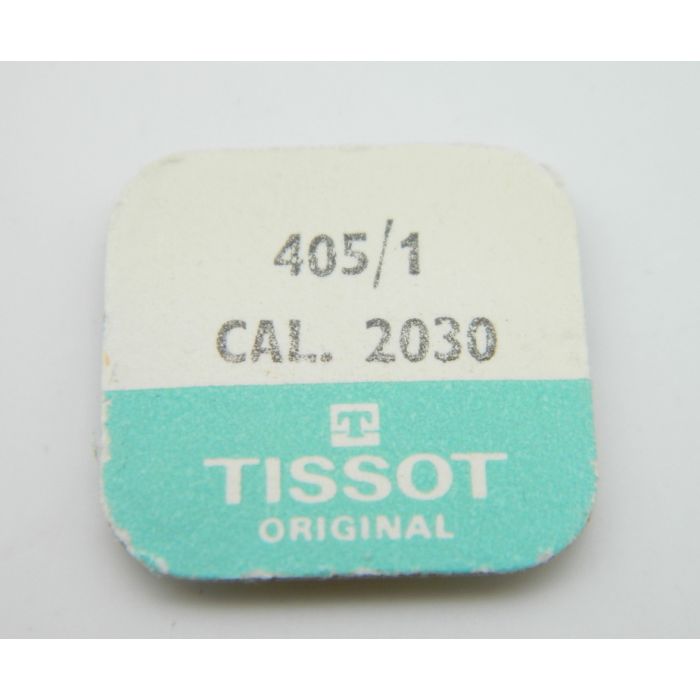 405/1
CAL. 2030
T
TISSOT
ORIGINAL